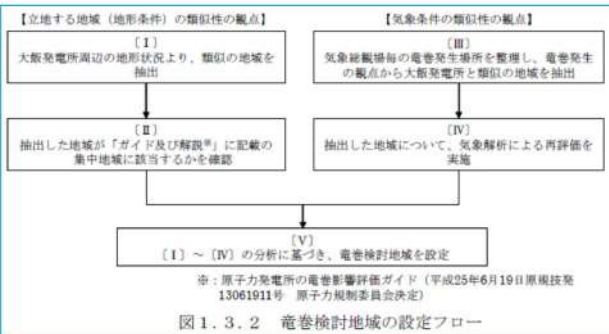 【立地する地域（地形条件）の類似性の観点】
【気象条件の類似性の観点】
〔Ⅰ〕
大飯発電所周辺の地形状況より、類似の地域を
抽出
〔Ⅲ〕
気象総観場毎の竜巻発生場所を整理し、竜巻発生
の観点から大飯発電所と類似の地域を抽出
〔Ⅱ〕
抽出した地域が「ガイド及び解説※」に記載の
集中地域に該当するかを確認
〔Ⅳ〕
抽出した地域について、気象解析による再評価を
実施
〔Ⅴ〕
〔Ⅰ〕～〔Ⅳ〕の分析に基づき、竜巻検討地域を設定
※：原子力発電所の竜巻影響評価ガイド（平成25年6月19日原規技発
13061911号　原子力規制委員会決定）
図１．３．２　竜巻検討地域の設定フロー